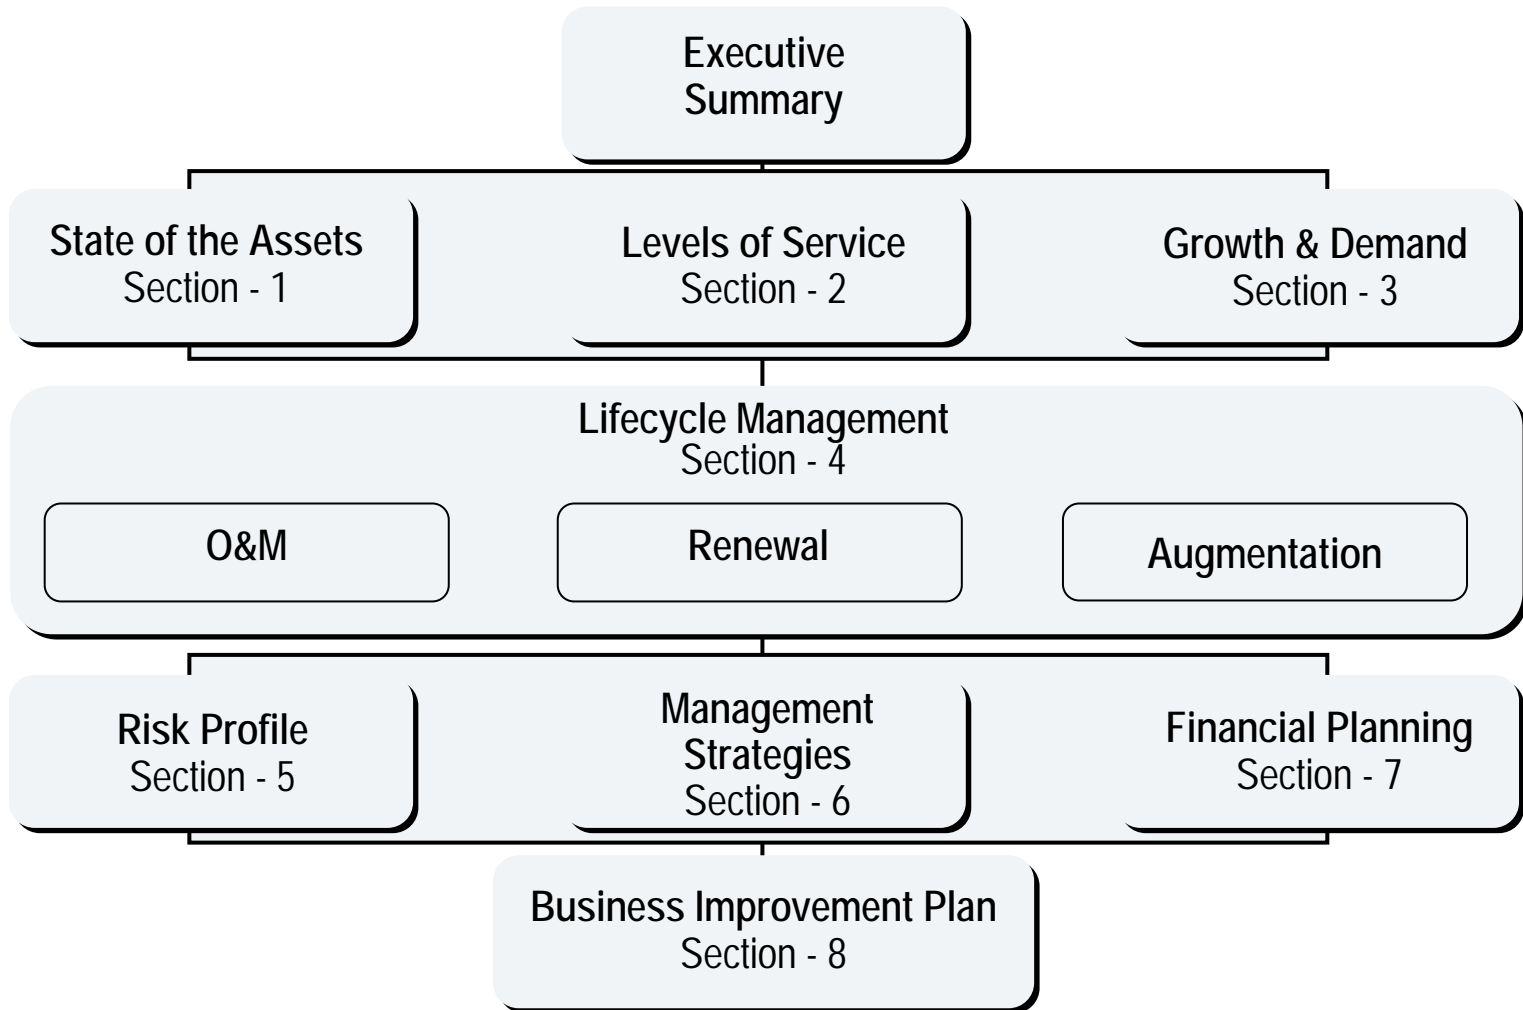 Executive
Summary
State of the Assets
Section - 1
Levels of Service
Section - 2
Growth & Demand
Section - 3
Lifecycle Management
Section - 4
O&M
Renewal
Augmentation
Risk Profile
Section - 5
Management
Strategies
Section - 6
Financial Planning
Section - 7
Business Improvement Plan
Section - 8